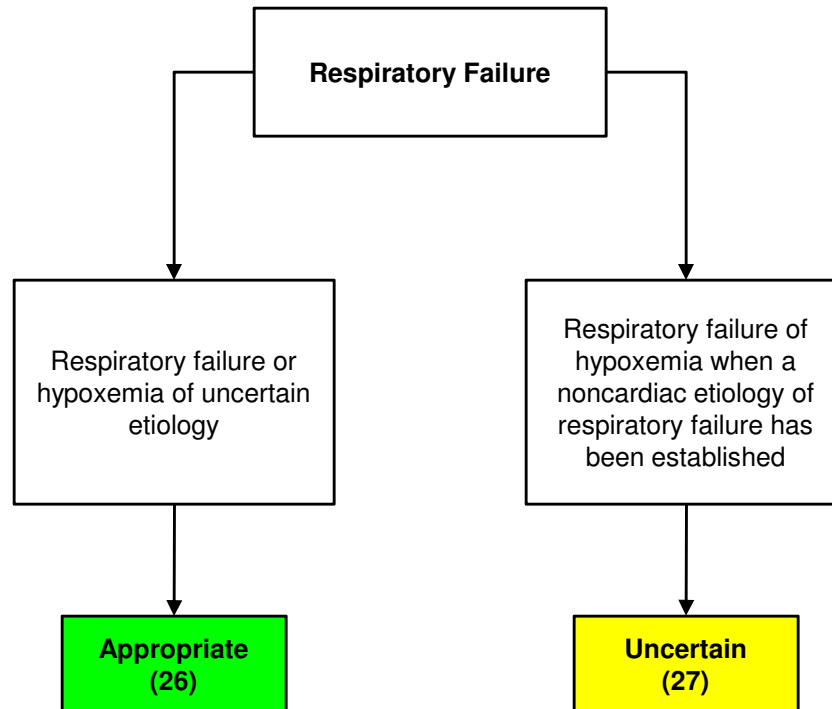 Respiratory Failure
Respiratory failure or
hypoxemia of uncertain
etiology
Respiratory failure of
hypoxemia when a
noncardiac etiology of
respiratory failure has
been established
Appropriate
(26)
Uncertain
(27)